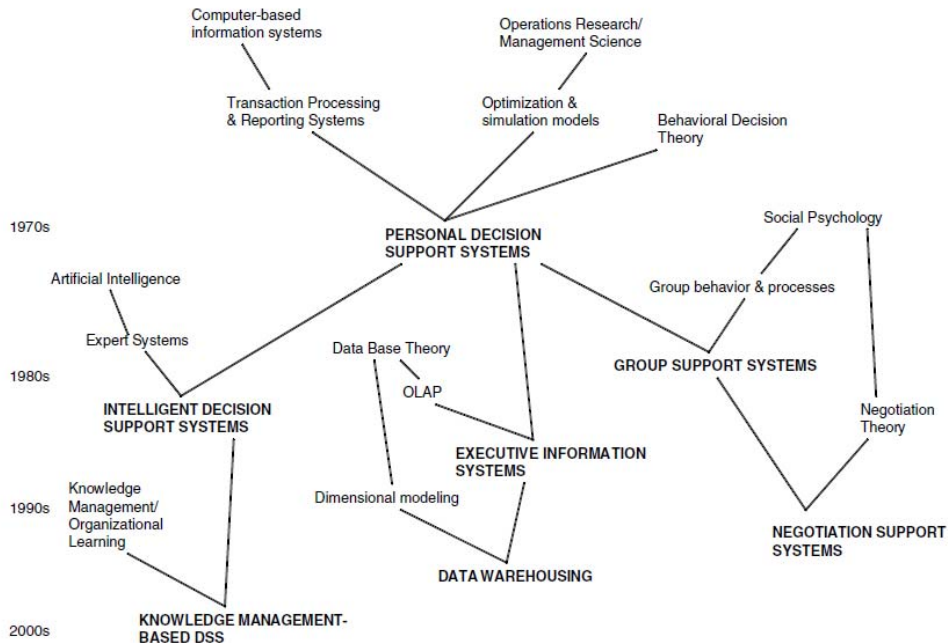 Computer-based
information systems
Operations Research/
Management Science
Transaction Processing
& Reporting Systems
Optimization &
simulation models
Behavioral Decision
Theory
1970s
PERSONAL DECISION
SUPPORT SYSTEMS
Social Psychology
Artificial Intelligence
Group behavior & processes
Expert Systems
Data Base Theory
GROUP SUPPORT SYSTEMS
1980s
OLAP
INTELLIGENT DECISION
SUPPORT SYSTEMS
Negotiation
Theory
EXECUTIVE INFORMATION
SYSTEMS
Knowledge
Management/
Organizational
Learning
Dimensional modeling
1990s
NEGOTIATION SUPPORT
SYSTEMS
DATA WAREHOUSING
KNOWLEDGE MANAGEMENT-
BASED DSS
2000s